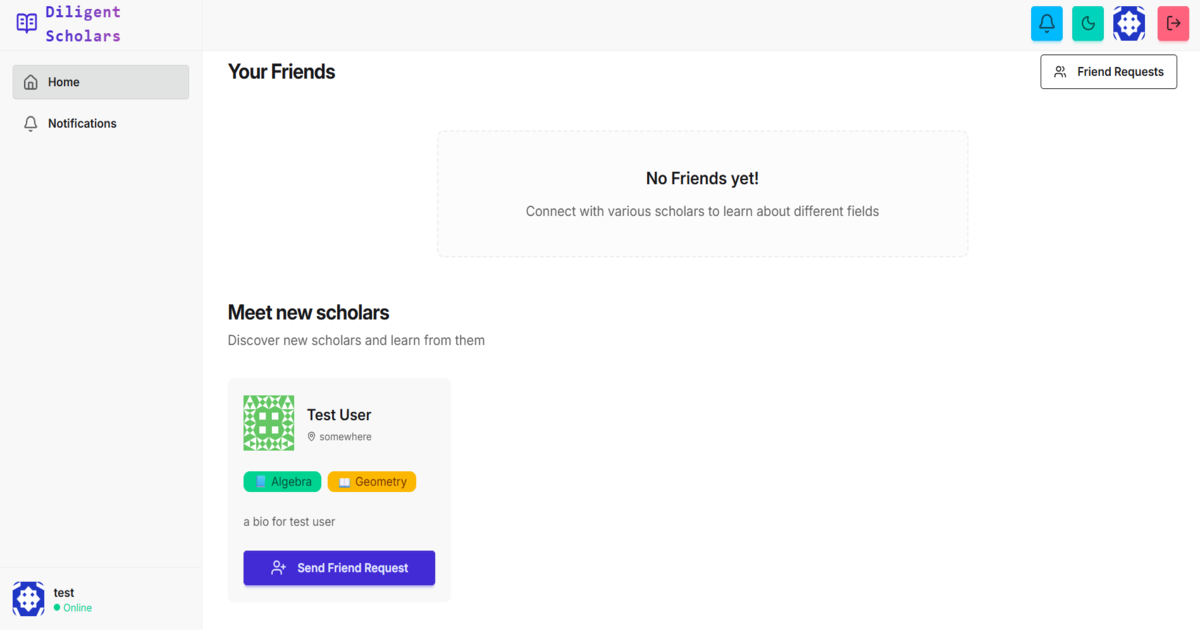 Diligent
Scholars
Home
Notifications
Your Friends
Friend Requests
No Friends yet!
Connect with various scholars to learn about different fields
Meet new scholars
Discover new scholars and learn from them
Test User
somewhere
Algebra
Geometry
a bio for test user
Send Friend Request
test
Online